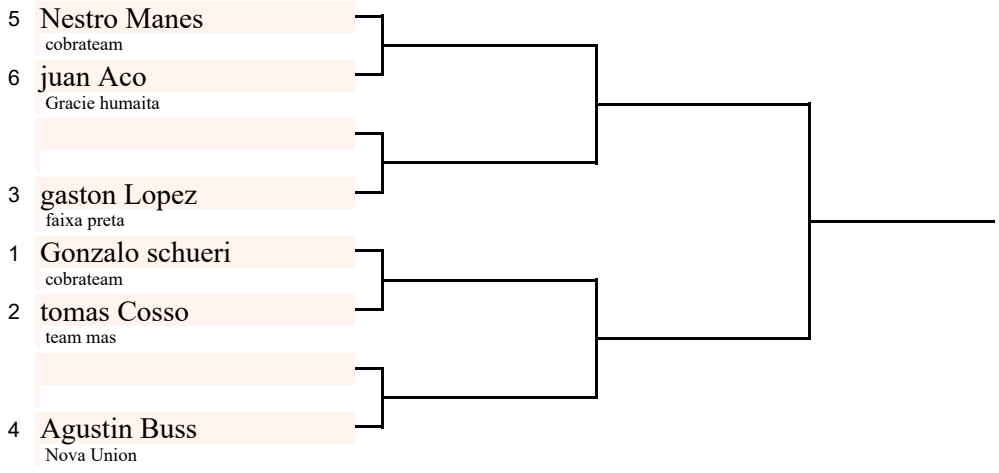 5 Nestro Manes
cobrateam
6 juan Aco
Gracie humaita
3 gaston Lopez
faixa preta
1 Gonzalo schueri
cobrateam
2 tomas Cosso
team mas
4 Agustin Buss
Nova Union